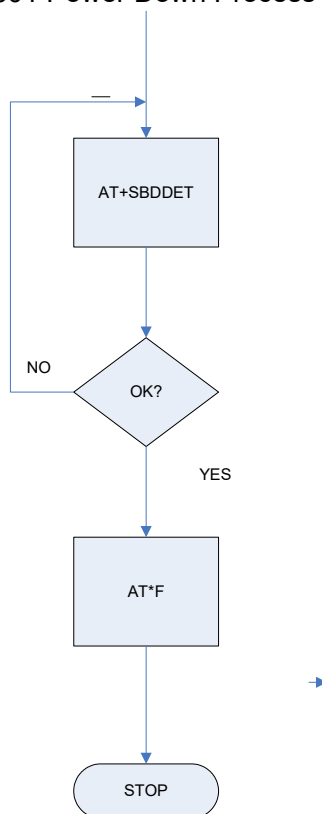 Power Down Process
AT+SBDDET
NO
OK?
YES
AT*F
STOP